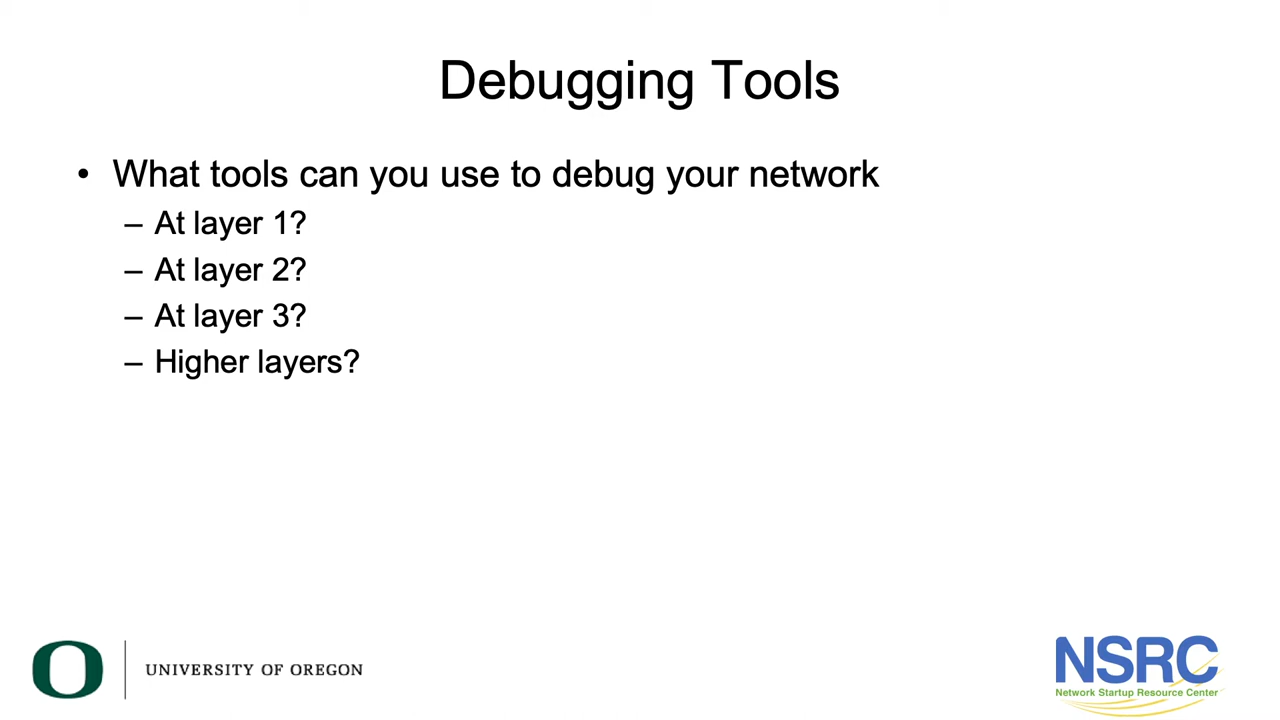 Debugging Tools
• What tools can you use to debug your network
– At layer 1?
– At layer 2?
– At layer 3?
– Higher layers?
O UNIVERSITY OF OREGON
NSRC
Network Startup Resource Center